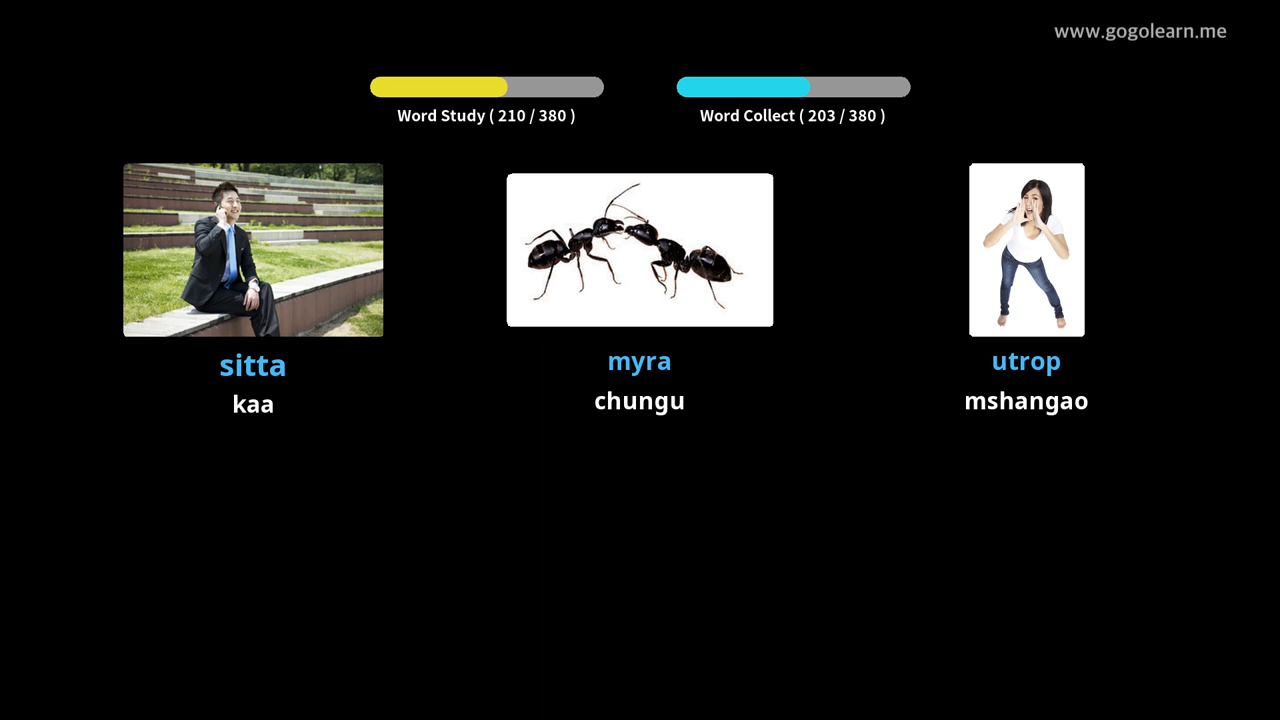 www.gogolearn.me
Word Study ( 210 / 380 )
Word Collect ( 203 / 380 )
sitta
kaa
myra
chungu
utrop
mshangao